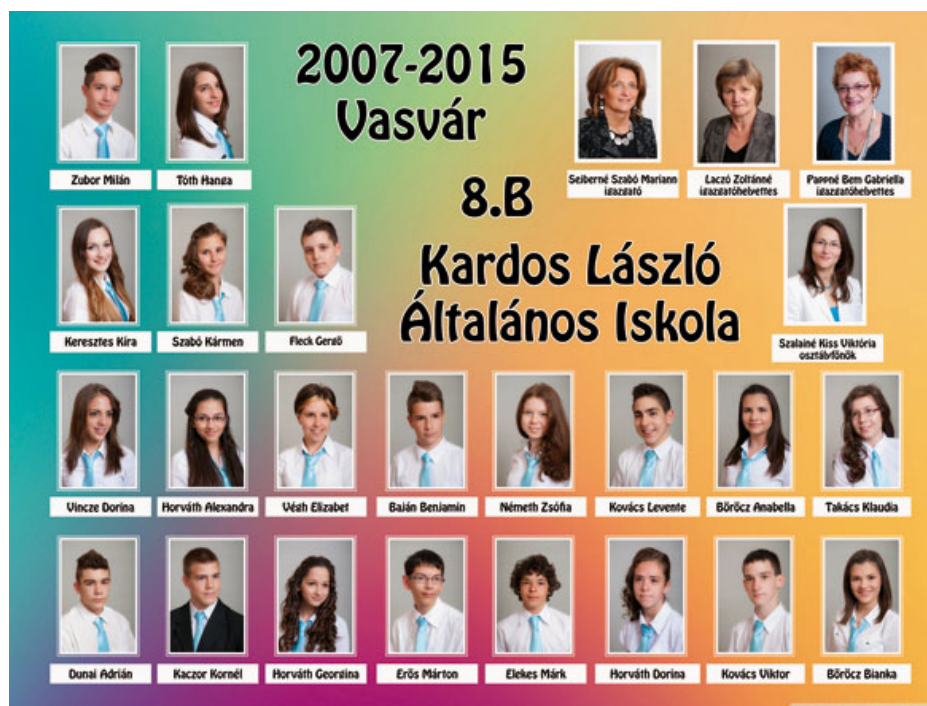 2007-2015
Vasvár
8.B
Kardos László
Általános Iskola
Zubor Milán
Tóth Hanga
Seiberné Szabó Mariann
igazgató
Laczó Zoltánné
igazgatóhelyettes
Pappné Bem Gabriella
igazgatóhelyettes
Keresztes Kíra
Szabó Kármen
Fleck Gergő
Szalainé Kiss Viktória
osztályfőnök
Vincze Dorina
Horváth Alexandra
Végh Elizabet
Baján Benjamin
Németh Zsófia
Kovács Levente
Böröcz Anabella
Takács Klaudia
Dunai Adrián
Kaczor Kornél
Horváth Georgina
Erős Márton
Elekes Márk
Horváth Dorina
Kovács Viktor
Böröcz Bianka